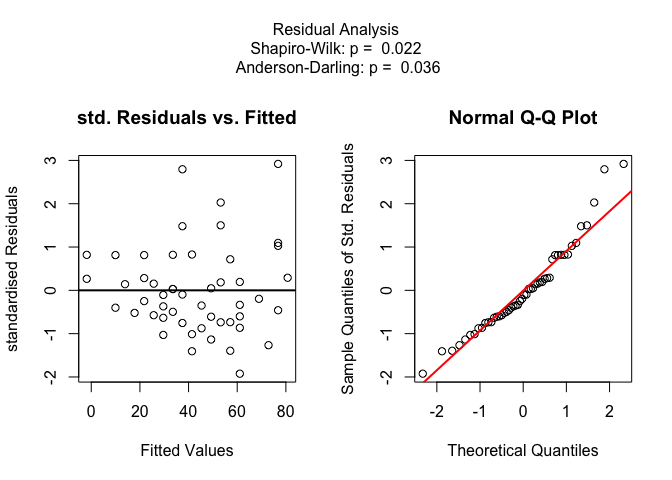 Residual Analysis
Shapiro-Wilk: p = 0.022
Anderson-Darling: p = 0.036
std. Residuals vs. Fitted
standardised Residuals
3
2
1
0
-1
-2
0 20 40 60 80
Fitted Values
Normal Q-Q Plot
Sample Quantiles of Std. Residuals
3
2
1
0
-1
-2
-2 -1 0 1 2
Theoretical Quantiles